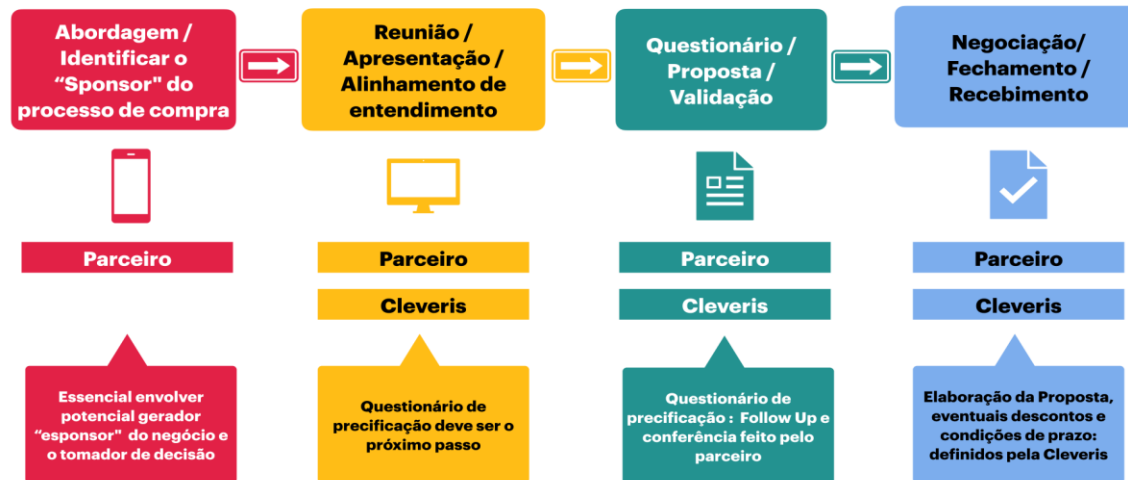 Abordagem /
Identificar o
“Sponsor" do
processo de compra
Reunião /
Apresentação /
Alinhamento de
entendimento
Questionário /
Proposta /
Validação
Negociação/
Fechamento /
Recebimento
Parceiro
Parceiro
Parceiro
Parceiro
Cleveris
Cleveris
Cleveris
Essencial envolver
potencial gerador
“esponsor" do negócio e
o tomador de decisão
Questionário de
precificação deve ser o
próximo passo
Questionário de
precificação : Follow Up e
conferência feito pelo
parceiro
Elaboração da Proposta,
eventuais descontos e
condições de prazo:
definidos pela Cleveris